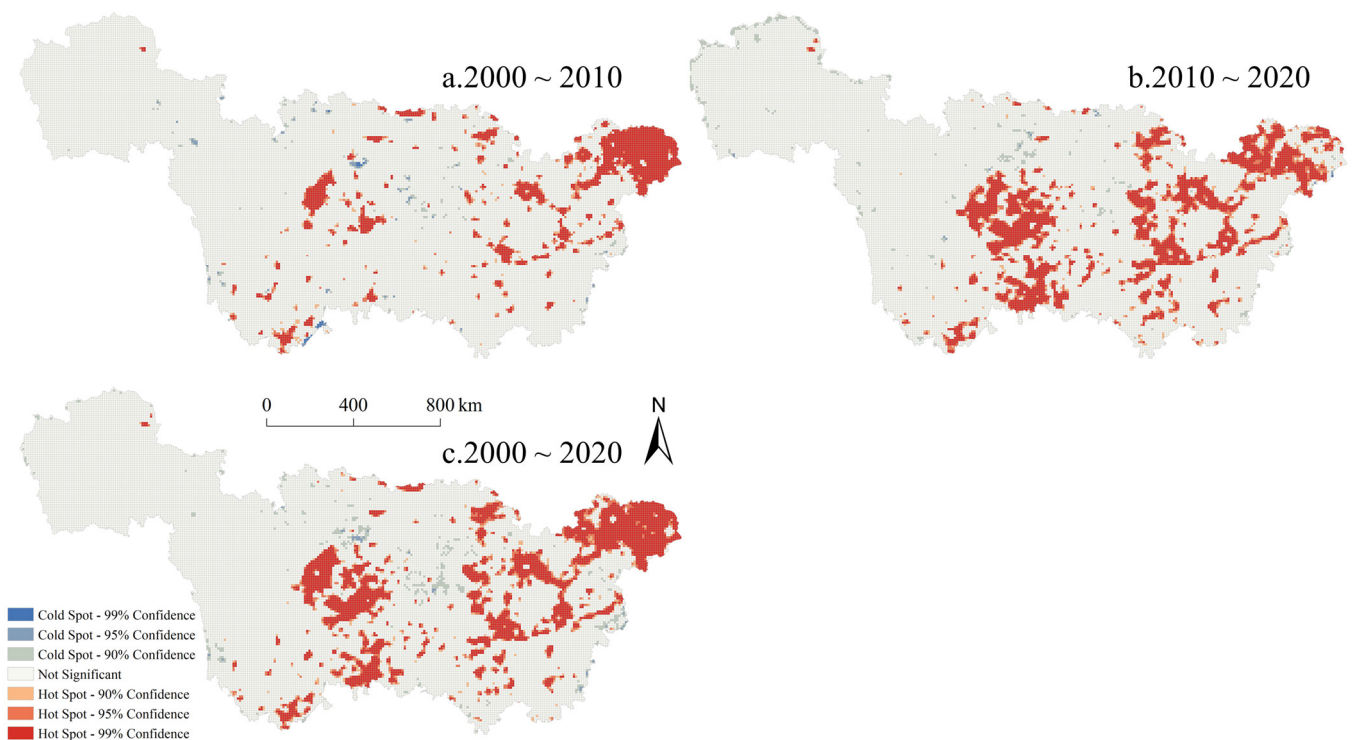 a.2000 ~ 2010
b.2010 ~ 2020
0 400 800 km
N
c.2000 ~ 2020
Cold Spot - 99% Confidence
Cold Spot - 95% Confidence
Cold Spot - 90% Confidence
Not Significant
Hot Spot - 90% Confidence
Hot Spot - 95% Confidence
Hot Spot - 99% Confidence